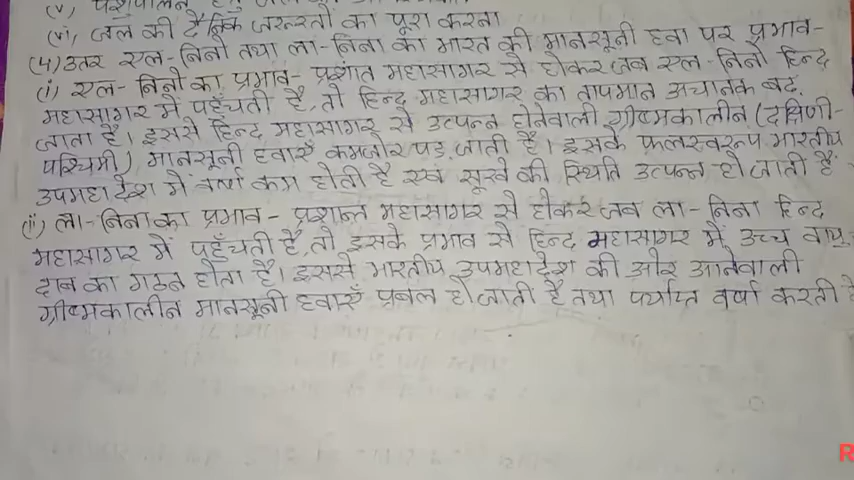 (v) पशुपालन
(vi) जल की दैनिक जरूरतों का पूरा करना
(4) उत्तर एल-निनो तथा ला-निना का भारत की मानसूनी हवा पर प्रभाव-
(i) एल-निनो का प्रभाव- प्रशांत महासागर से होकर जब एल-निनो हिन्द
महासागर में पहुँचती है, तो हिन्द महासागर का तापमान अचानक बढ़
जाता है। इससे हिन्द महासागर से उत्पन्न होनेवाली ग्रीष्मकालीन (दक्षिणी-
पश्चिमी) मानसूनी हवाएँ कमजोर पड़ जाती है। इसके फलस्वरूप भारतीय
उपमहादेश में वर्षा कम होती है एवं सूखे की स्थिति उत्पन्न हो जाती है
(ii) ला-निना का प्रभाव- प्रशान्त महासागर से होकर जब ला-निना हिन्द
महासागर में पहुँचती है, तो इसके प्रभाव से हिन्द महासागर में उच्च वायु
दाब का गठन होता है। इससे भारतीय उपमहादेश की ओर आनेवाली
ग्रीष्मकालीन मानसूनी हवाएँ प्रबल हो जाती है तथा पर्याप्त वर्षा करती है
R